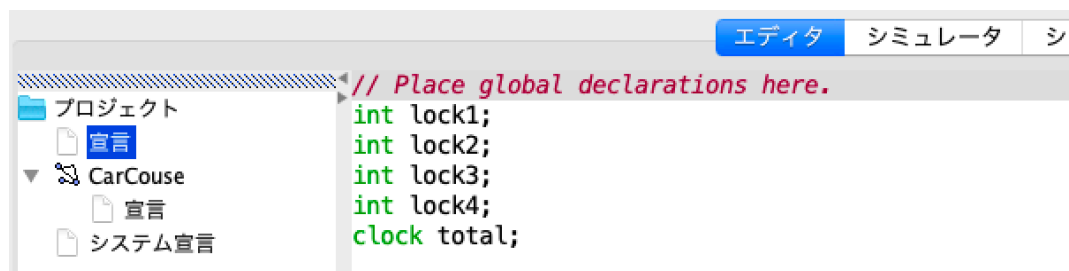 エディタ シミュレータ シ
// Place global declarations here.
プロジェクト
int lock1;
宣言
int lock2;
CarCouse
int lock3;
宣言
int lock4;
システム宣言
clock total;